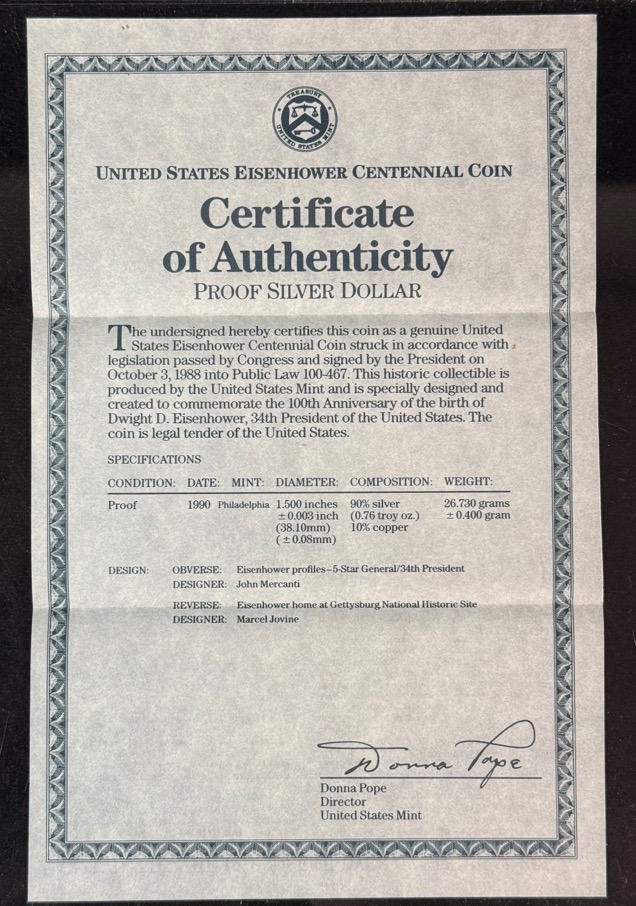 TREASURY
UNITED STATES MINT
UNITED STATES EISENHOWER CENTENNIAL COIN
Certificate
of Authenticity
PROOF SILVER DOLLAR
The undersigned hereby certifies this coin as a genuine United
States Eisenhower Centennial Coin struck in accordance with
legislation passed by Congress and signed by the President on
October 3, 1988 into Public Law 100-467. This historic collectible is
produced by the United States Mint and is specially designed and
created to commemorate the 100th Anniversary of the birth of
Dwight D. Eisenhower, 34th President of the United States. The
coin is legal tender of the United States.
SPECIFICATIONS
CONDITION: DATE: MINT: DIAMETER: COMPOSITION: WEIGHT:
Proof 1990 Philadelphia 1.500 inches 90% silver 26.730 grams
±0.003 inch (0.76 troy oz.) ±0.400 gram
(38.10mm) 10% copper
(±0.08mm)
DESIGN: OBVERSE: Eisenhower profiles–5-Star General/34th President
DESIGNER: John Mercanti
REVERSE: Eisenhower home at Gettysburg National Historic Site
DESIGNER: Marcel Jovine
Donna Pope
Donna Pope
Director
United States Mint